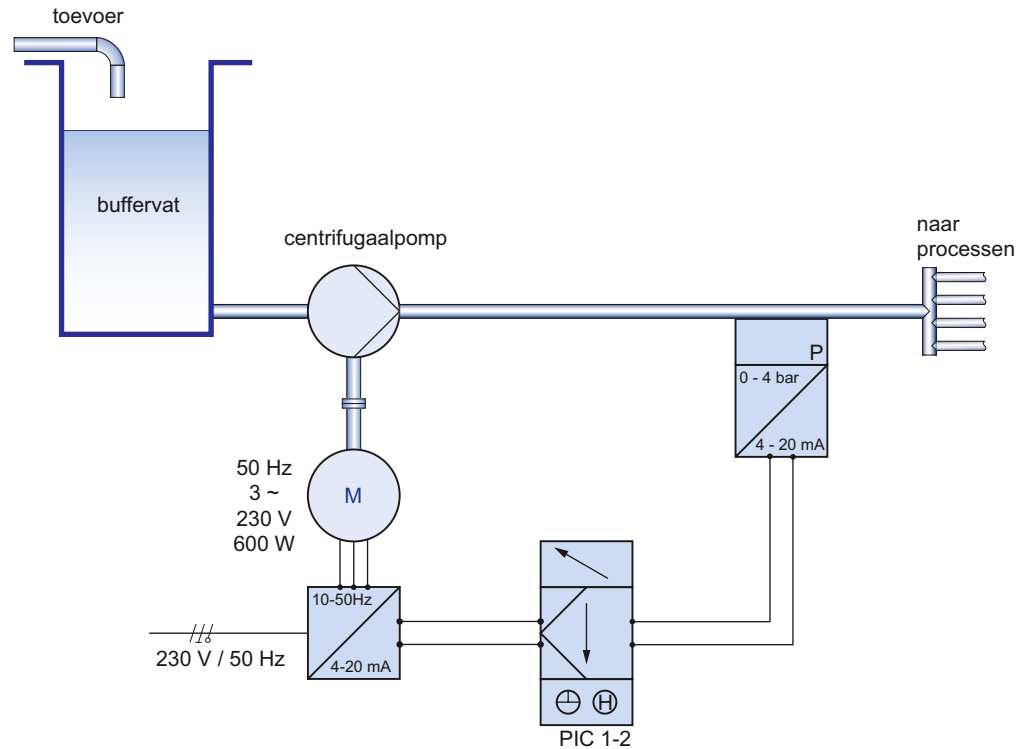 toevoer
buffervat
centrifugaalpomp
naar
processen
P
0 - 4 bar
4 - 20 mA
50 Hz
3 ~
230 V
600 W
M
10-50Hz
4-20 mA
230 V / 50 Hz
H
PIC 1-2